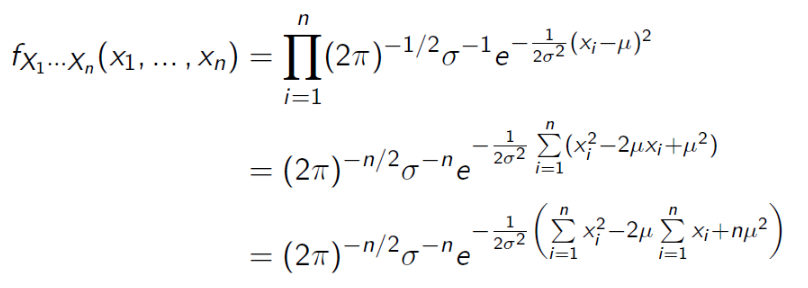 $f_{X_1 \cdots X_n}(x_1, \ldots, x_n) = \prod_{i=1}^{n} (2\pi)^{-1/2} \sigma^{-1} e^{-\frac{1}{2\sigma^2}(x_i - \mu)^2}$
$= (2\pi)^{-n/2} \sigma^{-n} e^{-\frac{1}{2\sigma^2} \sum_{i=1}^{n} (x_i^2 - 2\mu x_i + \mu^2)}$
$= (2\pi)^{-n/2} \sigma^{-n} e^{-\frac{1}{2\sigma^2} \left( \sum_{i=1}^{n} x_i^2 - 2\mu \sum_{i=1}^{n} x_i + n\mu^2 \right)}$